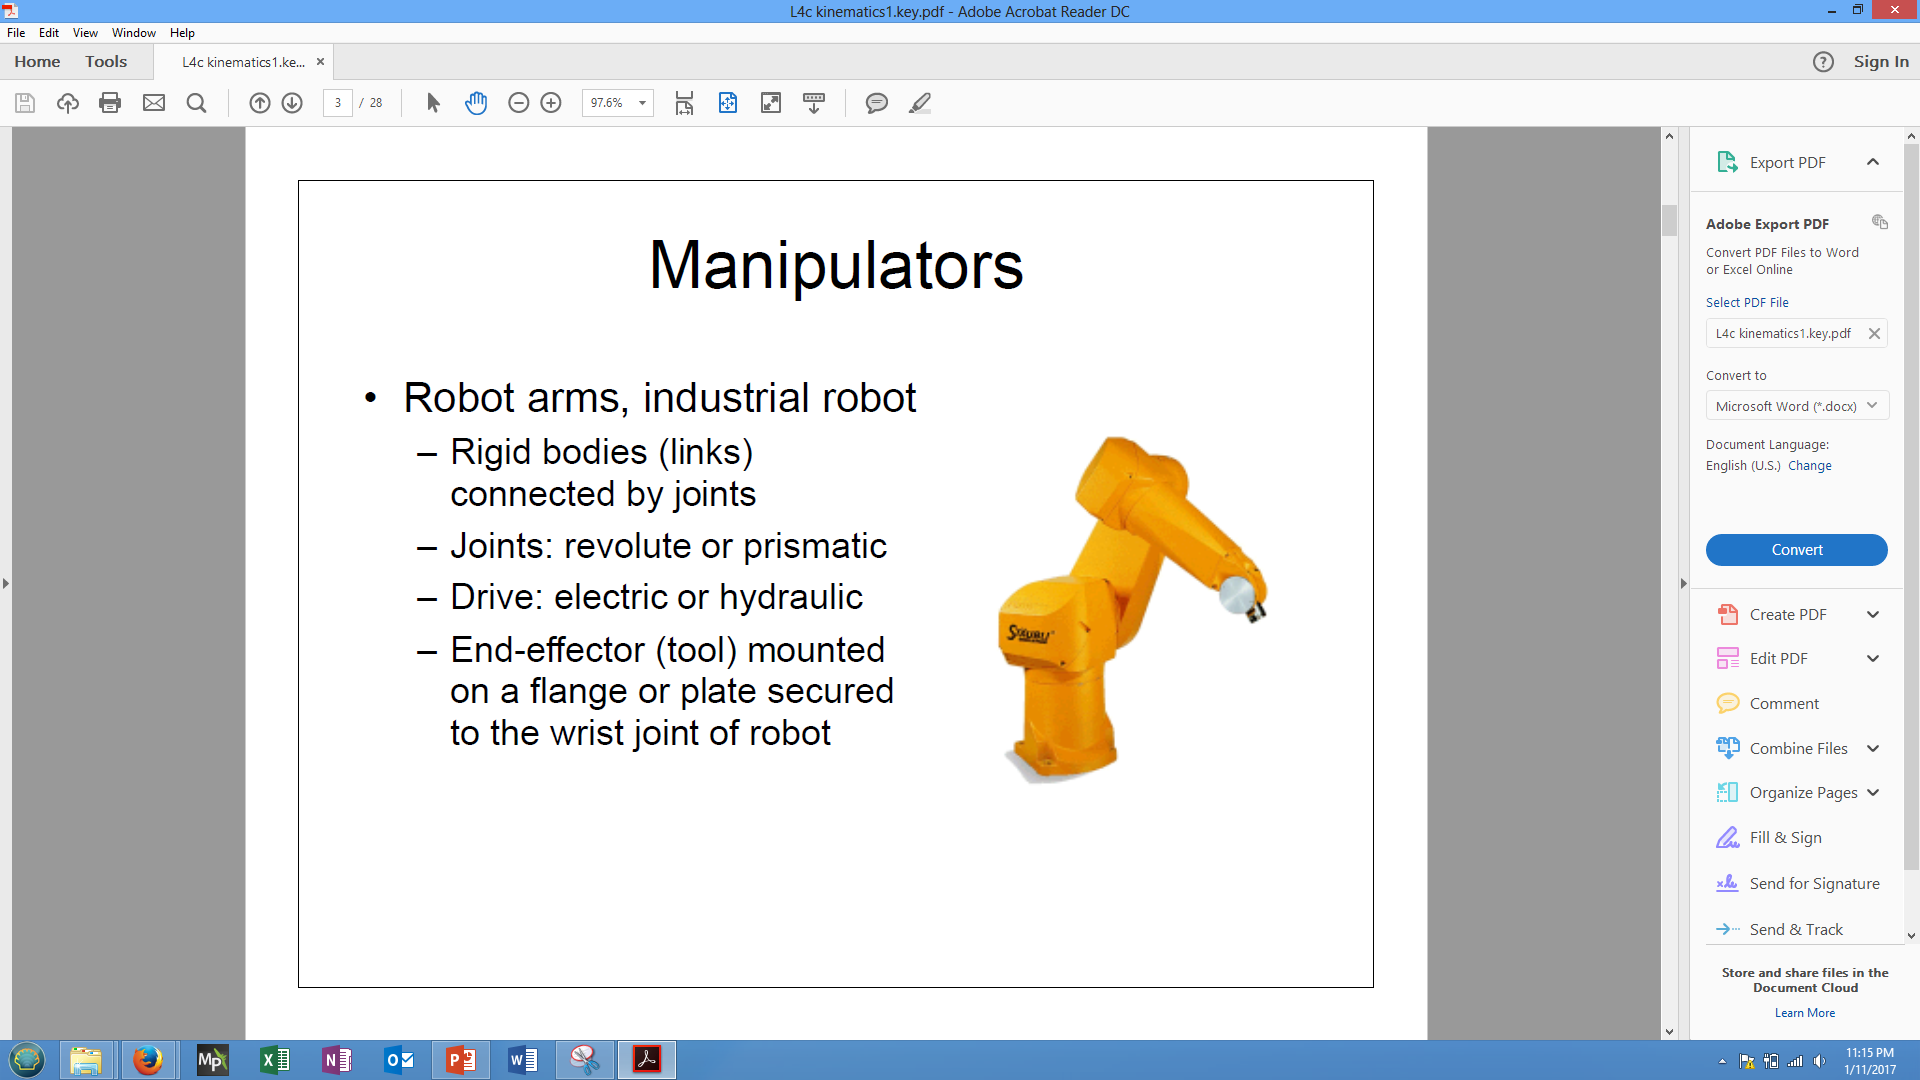 L4c kinematics1.key.pdf - Adobe Acrobat Reader DC
File Edit View Window Help
Home Tools L4c kinematics1.ke... Sign In
3 / 28 97.6%
Manipulators
• Robot arms, industrial robot
– Rigid bodies (links)
connected by joints
– Joints: revolute or prismatic
– Drive: electric or hydraulic
– End-effector (tool) mounted
on a flange or plate secured
to the wrist joint of robot
Export PDF
Adobe Export PDF
Convert PDF Files to Word
or Excel Online
Select PDF File
L4c kinematics1.key.pdf
Convert to
Microsoft Word (*.docx)
Document Language:
English (U.S.) Change
Convert
Create PDF
Edit PDF
Comment
Combine Files
Organize Pages
Fill & Sign
Send for Signature
Send & Track
Store and share files in the
Document Cloud
Learn More
11:15 PM
1/11/2017